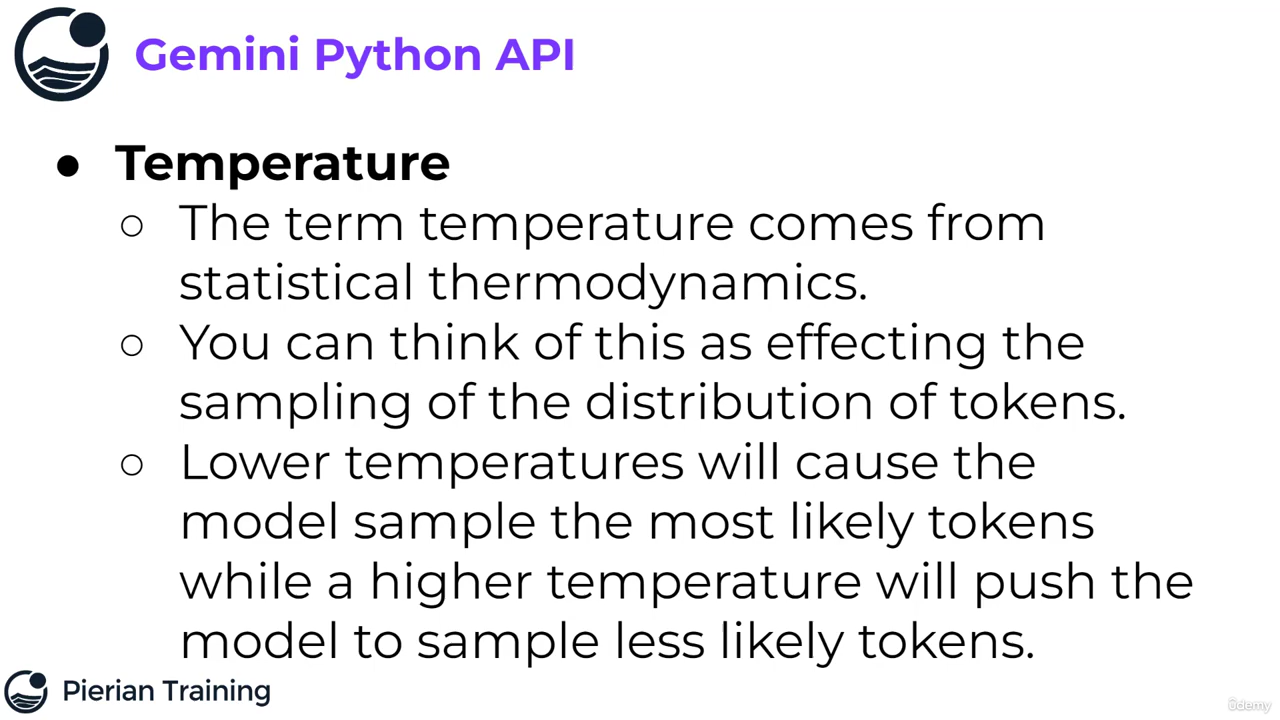 Gemini Python API
● Temperature
○ The term temperature comes from
statistical thermodynamics.
○ You can think of this as effecting the
sampling of the distribution of tokens.
○ Lower temperatures will cause the
model sample the most likely tokens
while a higher temperature will push the
model to sample less likely tokens.
Pierian Training
ûdemy